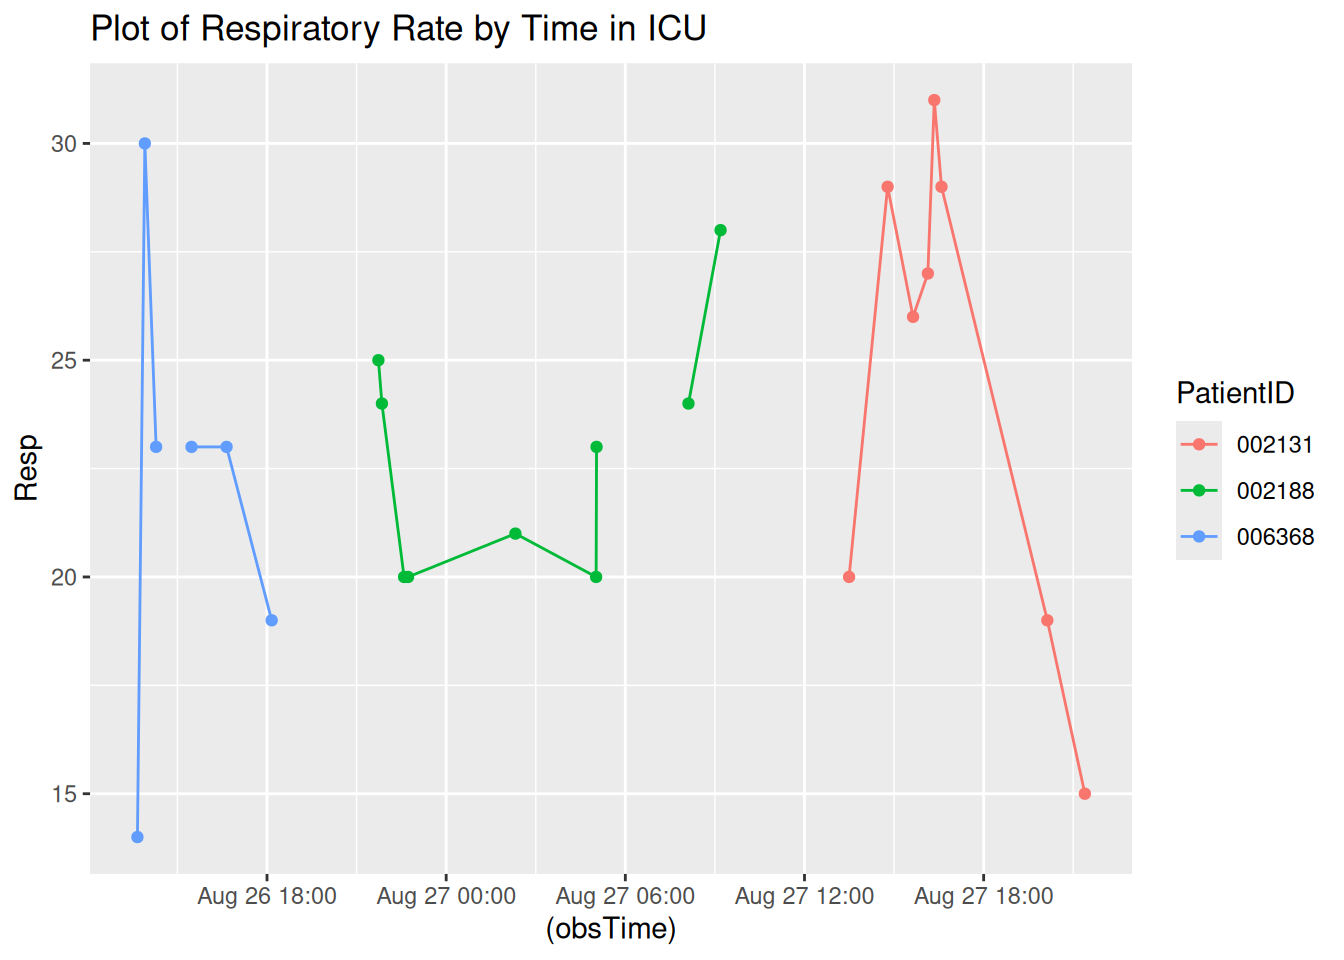 Plot of Respiratory Rate by Time in ICU
Resp
30
25
20
15
Aug 26 18:00 Aug 27 00:00 Aug 27 06:00 Aug 27 12:00 Aug 27 18:00
(obsTime)
PatientID
002131
002188
006368